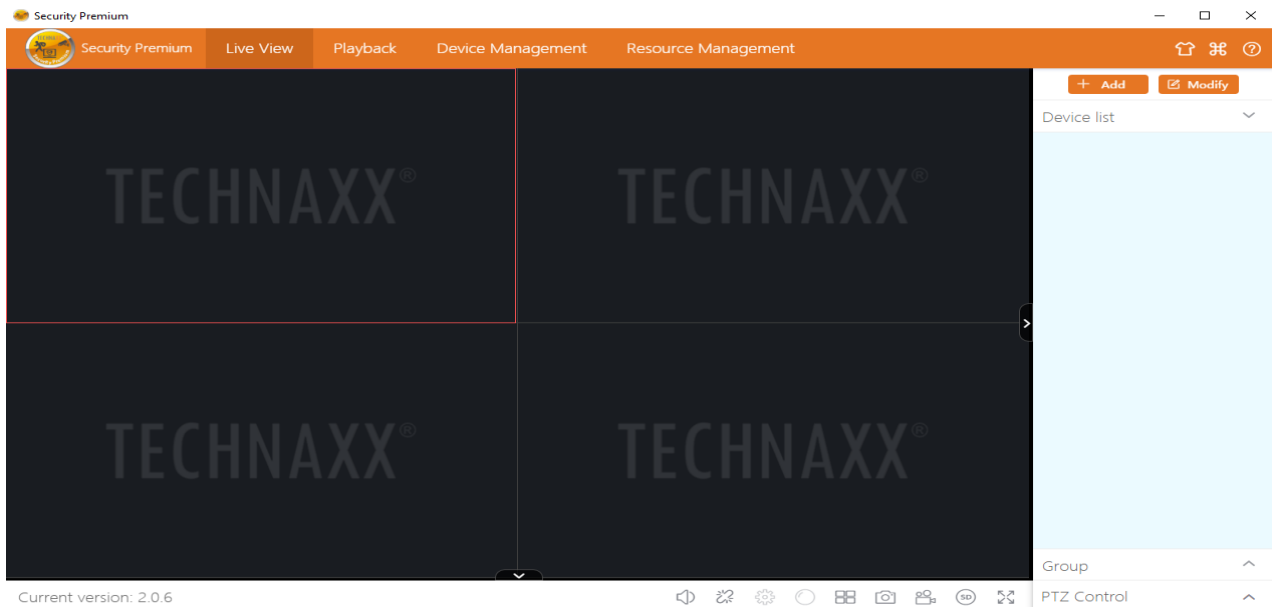 Security Premium
Security Premium Live View Playback Device Management Resource Management
+ Add Modify
Device list
TECHNAXX® TECHNAXX®
TECHNAXX® TECHNAXX®
Group
Current version: 2.0.6 SD PTZ Control